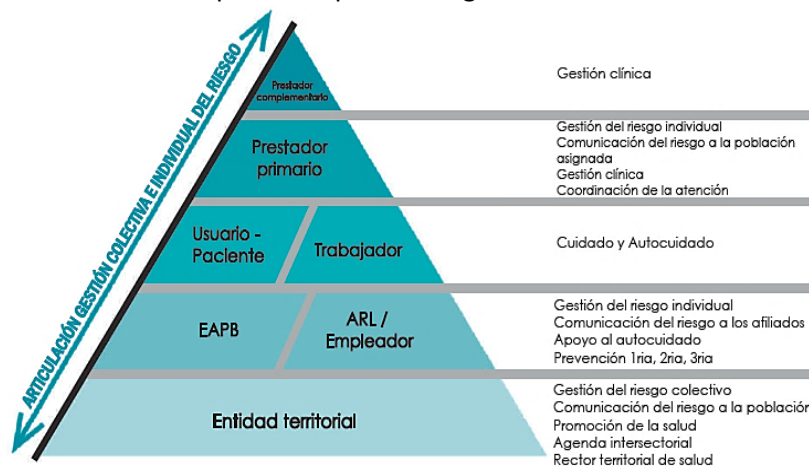 ARTICULACIÓN GESTIÓN COLECTIVA E INDIVIDUAL DEL RIESGO
Prestador
complementario
Gestión clínica
Prestador
primario
Gestión del riesgo individual
Comunicación del riesgo a la población
asignada
Gestión clínica
Coordinación de la atención
Usuario -
Paciente
Trabajador
Cuidado y Autocuidado
EAPB
ARL /
Empleador
Gestión del riesgo individual
Comunicación del riesgo a los afiliados
Apoyo al autocuidado
Prevención 1ria, 2ria, 3ria
Entidad territorial
Gestión del riesgo colectivo
Comunicación del riesgo a la población
Promoción de la salud
Agenda intersectorial
Rector territorial de salud